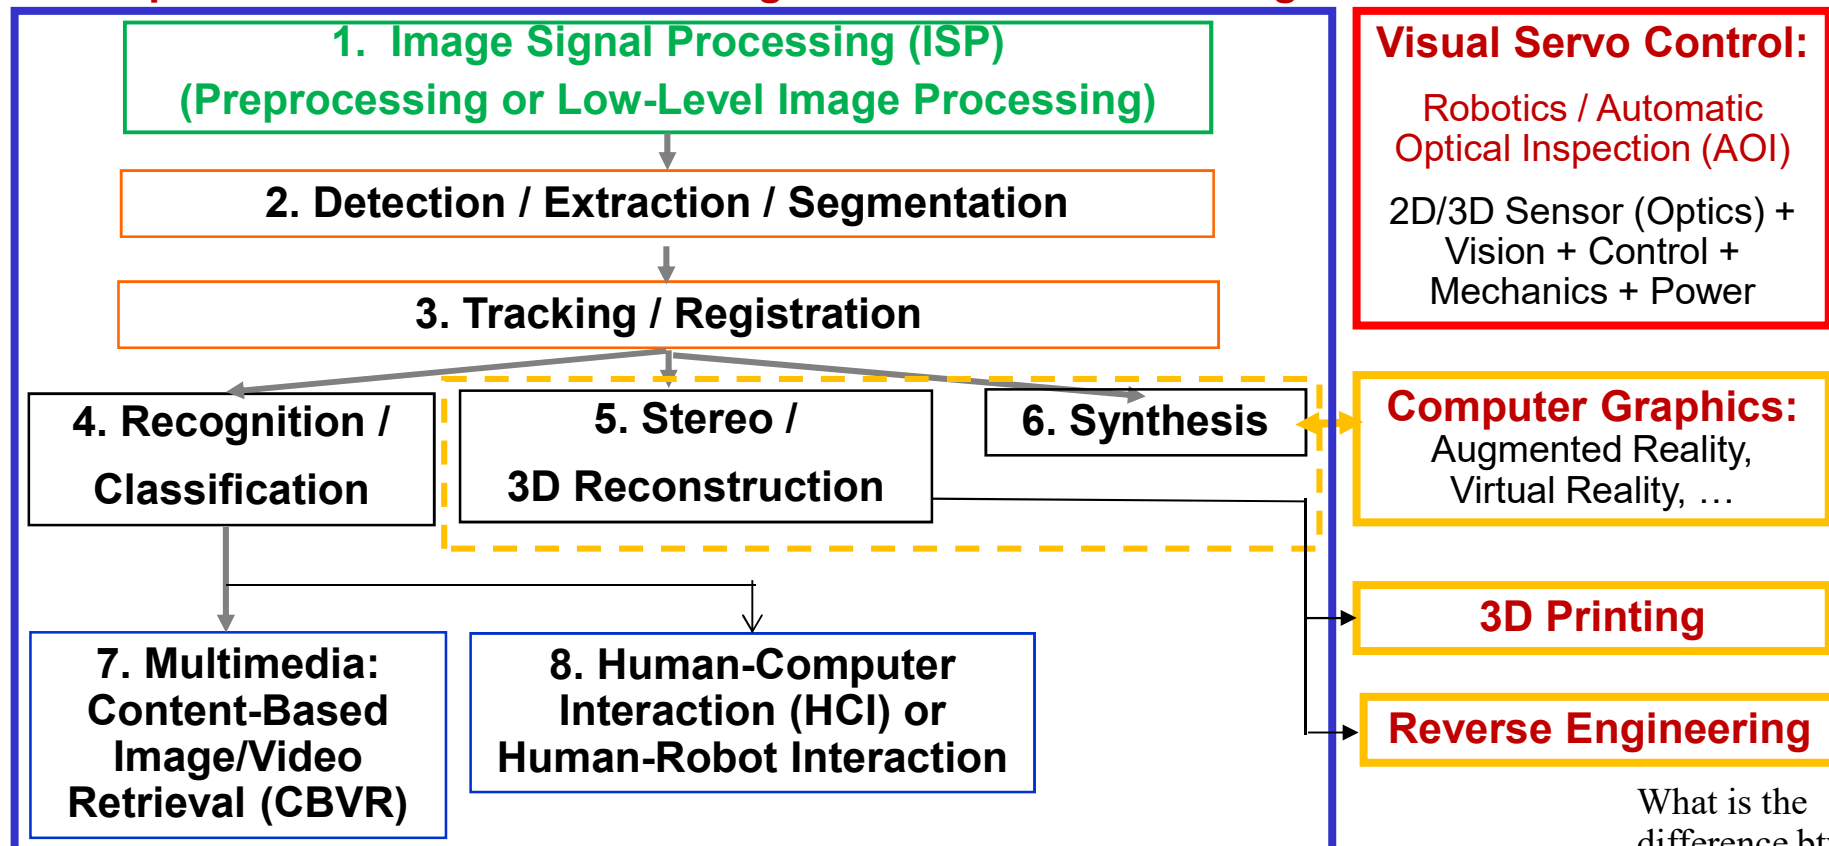 1. Image Signal Processing (ISP)
(Preprocessing or Low-Level Image Processing)
2. Detection / Extraction / Segmentation
3. Tracking / Registration
4. Recognition /
Classification
5. Stereo /
3D Reconstruction
6. Synthesis
7. Multimedia:
Content-Based
Image/Video
Retrieval (CBVR)
8. Human-Computer
Interaction (HCI) or
Human-Robot Interaction
Visual Servo Control:
Robotics / Automatic
Optical Inspection (AOI)
2D/3D Sensor (Optics) +
Vision + Control +
Mechanics + Power
Computer Graphics:
Augmented Reality,
Virtual Reality, …
3D Printing
Reverse Engineering
What is the
difference